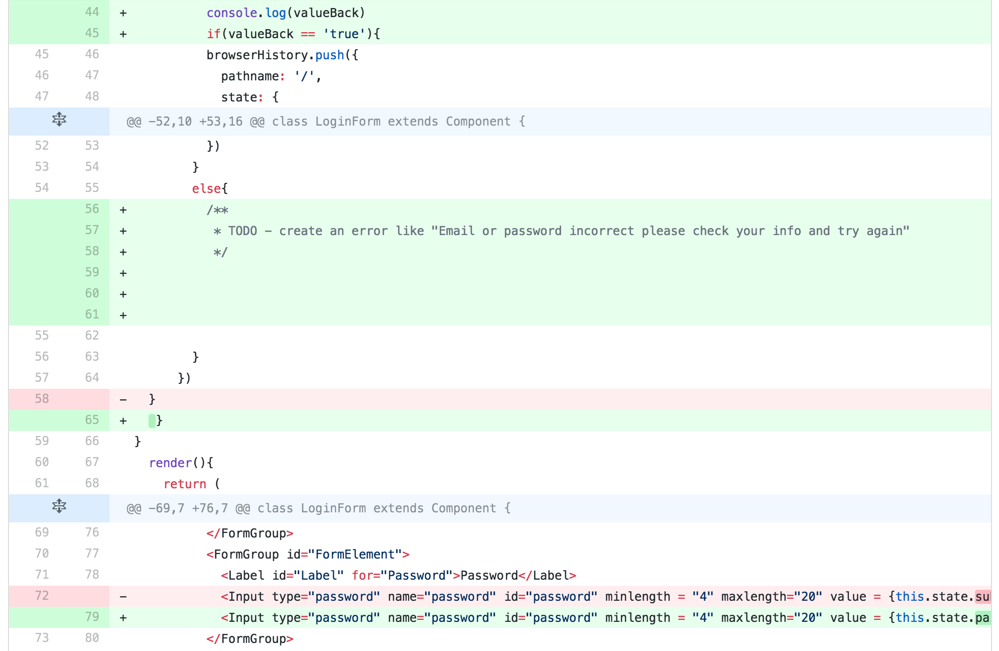 44 + console.log(valueBack)
45 + if(valueBack == 'true'){
45 46 browserHistory.push({
46 47 pathname: '/',
47 48 state: {
@@ -52,10 +53,16 @@ class LoginForm extends Component {
52 53 })
53 54 }
54 55 else{
56 + /**
57 + * TODO – create an error like "Email or password incorrect please check your info and try again"
58 + */
59 +
60 +
61 +
55 62
56 63 }
57 64 })
58 - }
65 + }
59 66 }
60 67 render(){
61 68 return (
@@ -69,7 +76,7 @@ class LoginForm extends Component {
69 76 </FormGroup>
70 77 <FormGroup id="FormElement">
71 78 <Label id="Label" for="Password">Password</Label>
72 - <Input type="password" name="password" id="password" minlength = "4" maxlength="20" value = {this.state.su
79 + <Input type="password" name="password" id="password" minlength = "4" maxlength="20" value = {this.state.pa
73 80 </FormGroup>